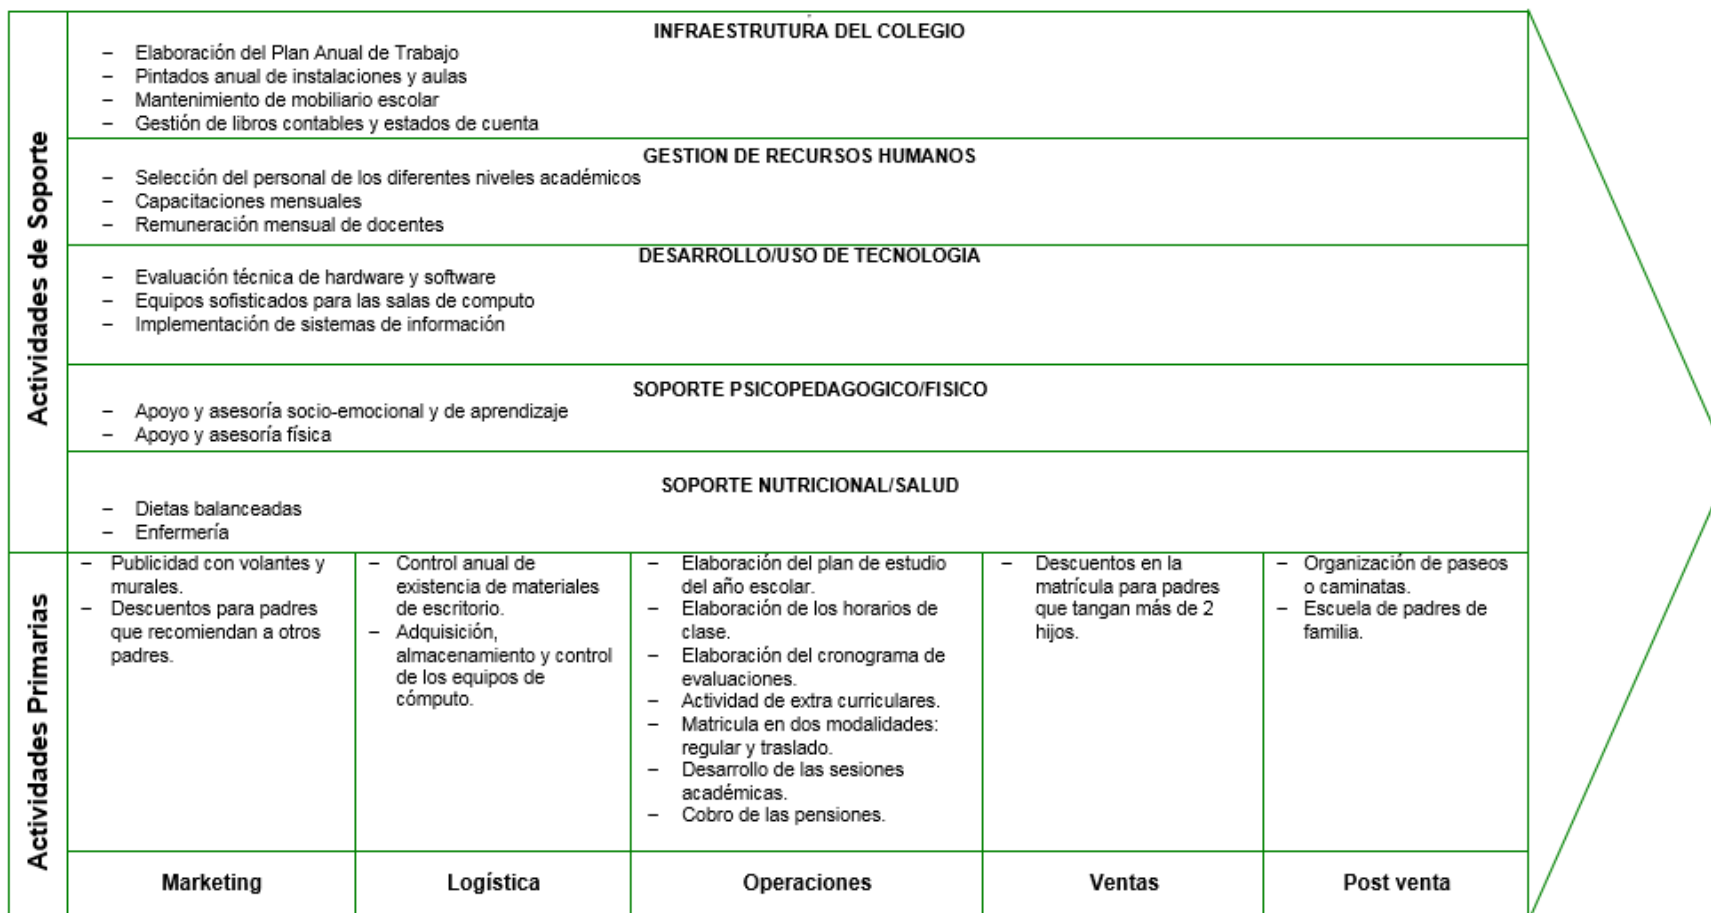 INFRAESTRUTURA DEL COLEGIO
– Elaboración del Plan Anual de Trabajo
– Pintados anual de instalaciones y aulas
– Mantenimiento de mobiliario escolar
– Gestión de libros contables y estados de cuenta
Actividades de Soporte
GESTION DE RECURSOS HUMANOS
– Selección del personal de los diferentes niveles académicos
– Capacitaciones mensuales
– Remuneración mensual de docentes
DESARROLLO/USO DE TECNOLOGIA
– Evaluación técnica de hardware y software
– Equipos sofisticados para las salas de computo
– Implementación de sistemas de información
SOPORTE PSICOPEDAGOGICO/FISICO
– Apoyo y asesoría socio-emocional y de aprendizaje
– Apoyo y asesoría física
SOPORTE NUTRICIONAL/SALUD
– Dietas balanceadas
– Enfermería
Actividades Primarias
– Publicidad con volantes y
murales.
– Descuentos para padres
que recomiendan a otros
padres.
– Control anual de
existencia de materiales
de escritorio.
– Adquisición,
almacenamiento y control
de los equipos de
cómputo.
– Elaboración del plan de estudio
del año escolar.
– Elaboración de los horarios de
clase.
– Elaboración del cronograma de
evaluaciones.
– Actividad de extra curriculares.
– Matricula en dos modalidades:
regular y traslado.
– Desarrollo de las sesiones
académicas.
– Cobro de las pensiones.
– Descuentos en la
matrícula para padres
que tangan más de 2
hijos.
– Organización de paseos
o caminatas.
– Escuela de padres de
familia.
Marketing
Logística
Operaciones
Ventas
Post venta